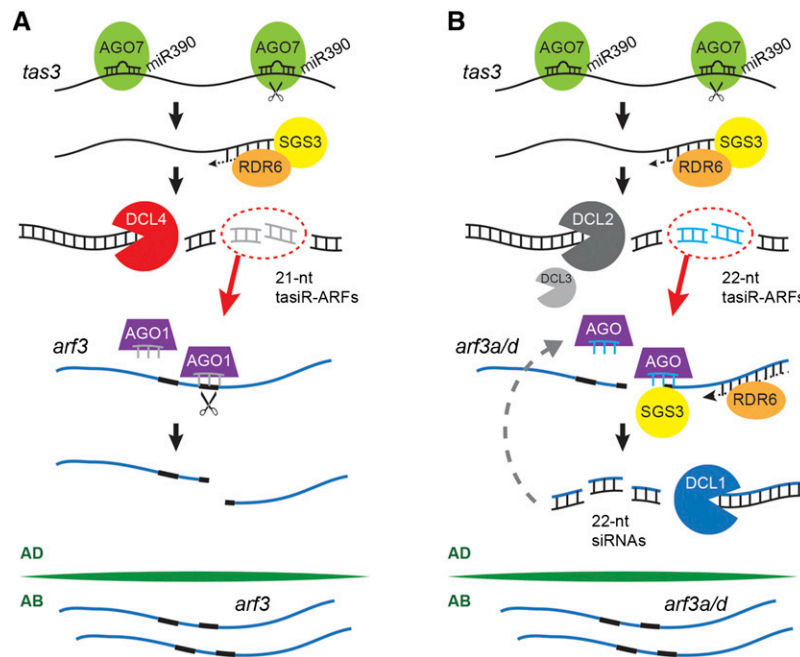 A
AGO7
miR390
AGO7
miR390
tas3
SGS3
RDR6
DCL4
21-nt
tasiR-ARFs
AGO1
arf3
AGO1
AD
AB
arf3
B
AGO7
miR390
AGO7
miR390
tas3
SGS3
RDR6
DCL2
DCL3
22-nt
tasiR-ARFs
AGO
arf3a/d
AGO
RDR6
SGS3
DCL1
22-nt
siRNAs
AD
AB
arf3a/d